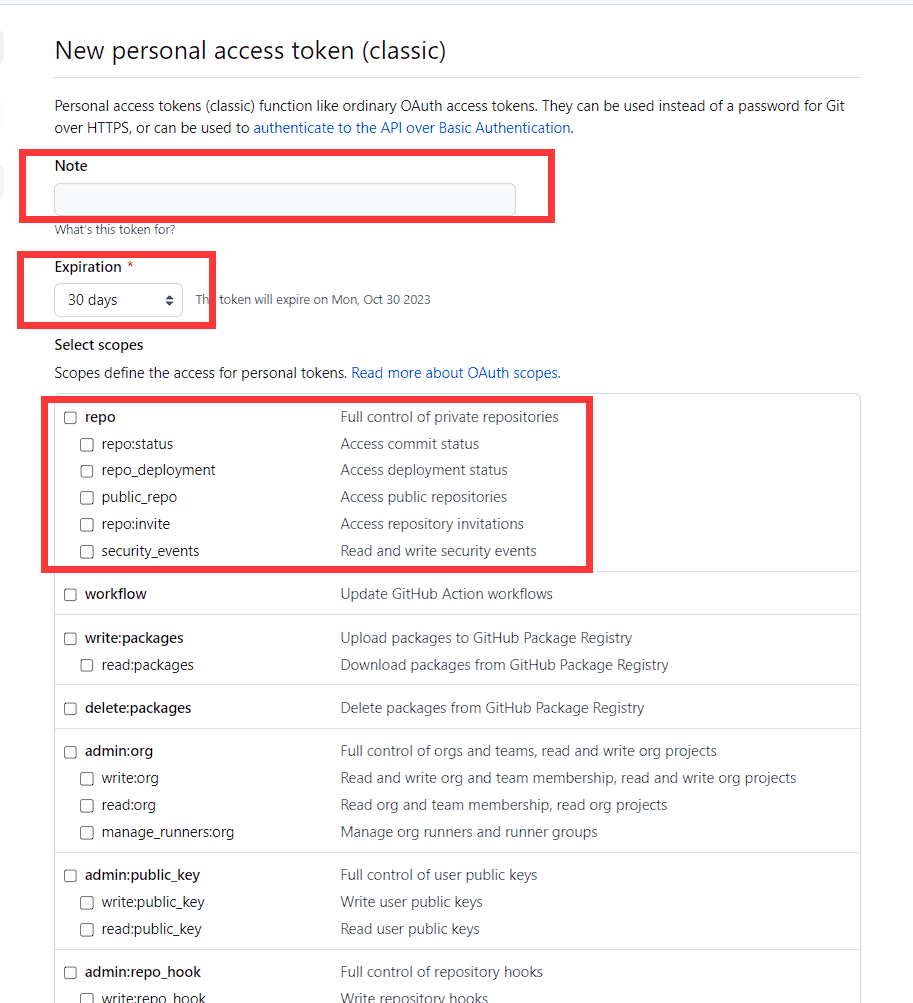 New personal access token (classic)
Personal access tokens (classic) function like ordinary OAuth access tokens. They can be used instead of a password for Git
over HTTPS, or can be used to authenticate to the API over Basic Authentication.
Note
What's this token for?
Expiration *
30 days
The token will expire on Mon, Oct 30 2023
Select scopes
Scopes define the access for personal tokens. Read more about OAuth scopes.
repo Full control of private repositories
repo:status Access commit status
repo_deployment Access deployment status
public_repo Access public repositories
repo:invite Access repository invitations
security_events Read and write security events
workflow Update GitHub Action workflows
write:packages Upload packages to GitHub Package Registry
read:packages Download packages from GitHub Package Registry
delete:packages Delete packages from GitHub Package Registry
admin:org Full control of orgs and teams, read and write org projects
write:org Read and write org and team membership, read and write org projects
read:org Read org and team membership, read org projects
manage_runners:org Manage org runners and runner groups
admin:public_key Full control of user public keys
write:public_key Write user public keys
read:public_key Read user public keys
admin:repo_hook Full control of repository hooks
write:repo_hook Write repository hooks